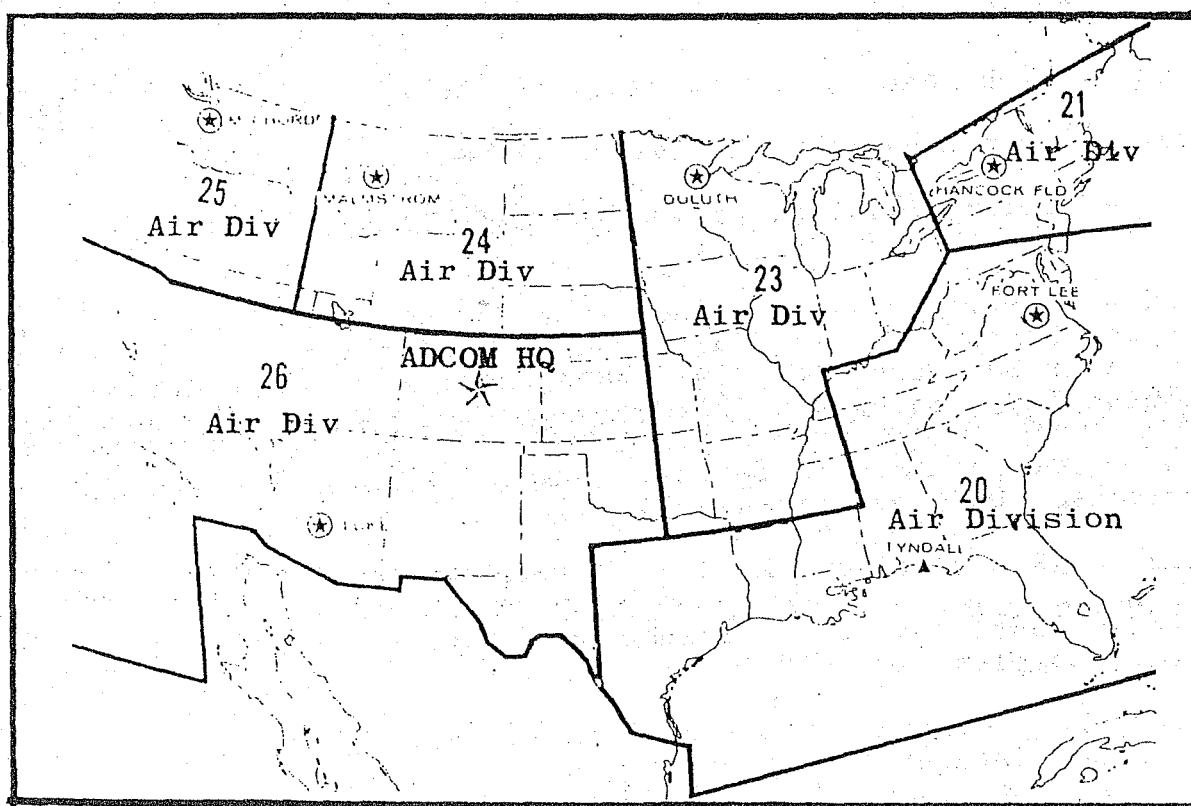 21
Air Div
HANCOCK FLD
25
Air Div
MALMSTROM
DULUTH
24
Air Div
23
Air Div
FORT LEE
ADCOM HQ
26
Air Div
LUKE
20
Air Division
TYNDALL